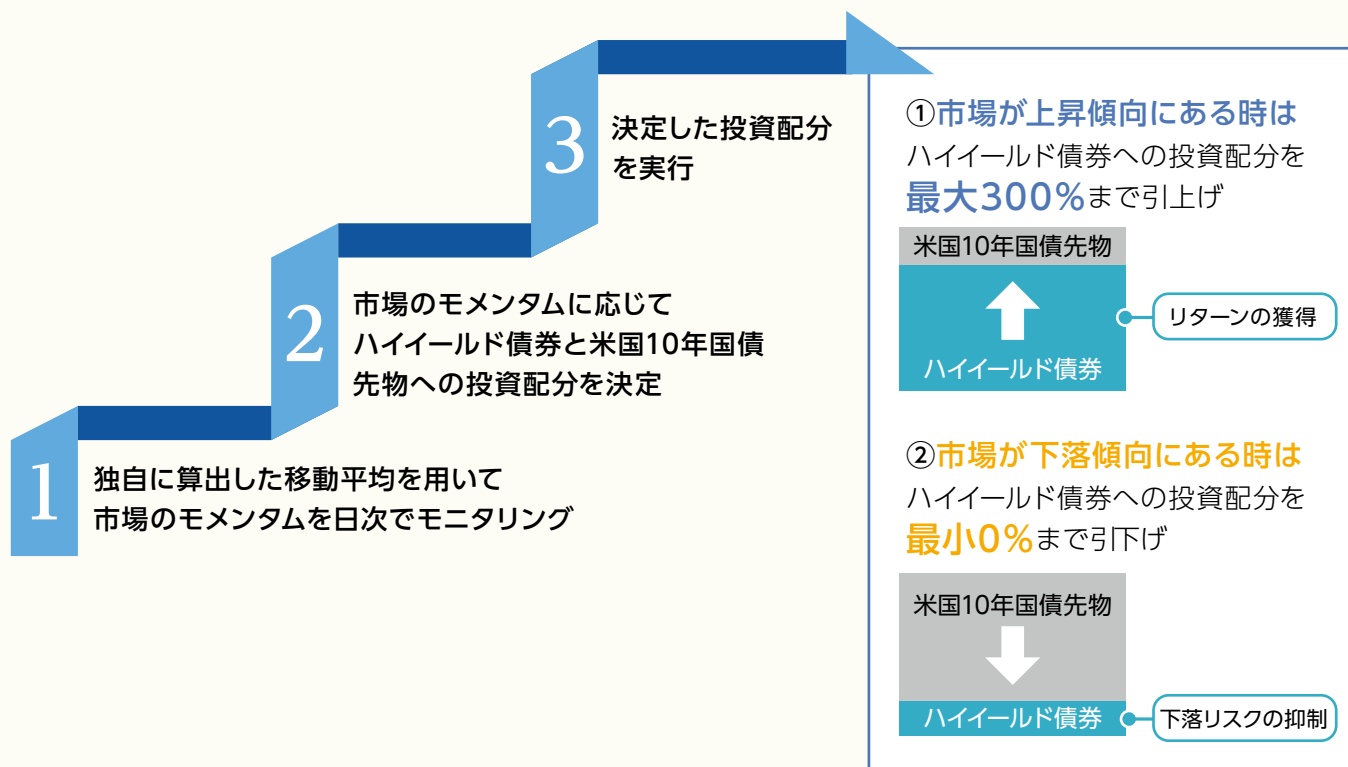 1
独自に算出した移動平均を用いて
市場のモメンタムを日次でモニタリング
2
市場のモメンタムに応じて
ハイイールド債券と米国10年国債
先物への投資配分を決定
3
決定した投資配分
を実行
①市場が上昇傾向にある時は
ハイイールド債券への投資配分を
最大300%まで引上げ
米国10年国債先物
ハイイールド債券
リターンの獲得
②市場が下落傾向にある時は
ハイイールド債券への投資配分を
最小0%まで引下げ
米国10年国債先物
ハイイールド債券
下落リスクの抑制